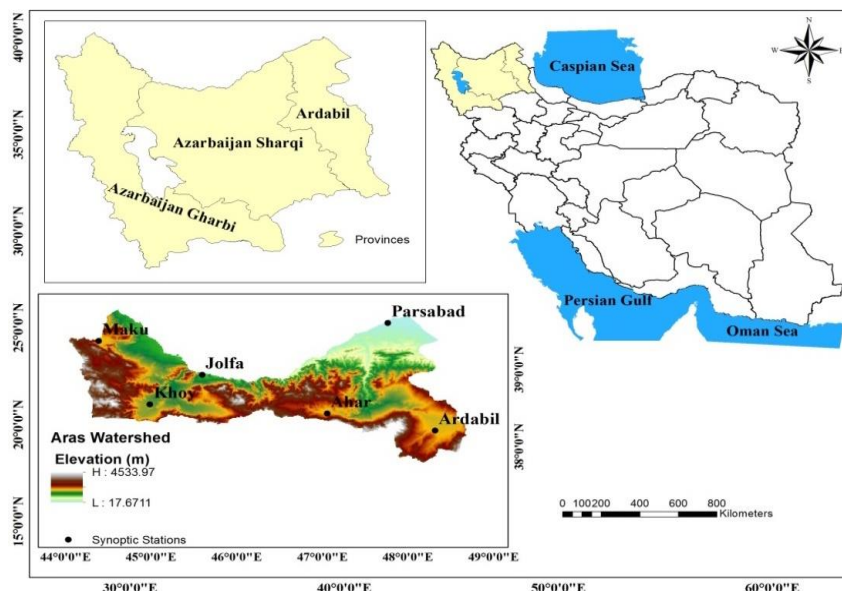 40°0'0"N
35°0'0"N
30°0'0"N
25°0'0"N
20°0'0"N
15°0'0"N
Ardabil
Azarbaijan Sharqi
Azarbaijan Gharbi
Provinces
N
W
E
S
Caspian Sea
Persian Gulf
Oman Sea
Parsabad
Maku
Jolfa
Khoy
Ahar
Ardabil
Aras Watershed
Elevation (m)
H : 4533.97
L : 17.6711
Synoptic Stations
39°0'0"N
38°0'0"N
0 100200 400 600 800
Kilometers
44°0'0"E 45°0'0"E 46°0'0"E 47°0'0"E 48°0'0"E 49°0'0"E
30°0'0"E 40°0'0"E 50°0'0"E 60°0'0"E